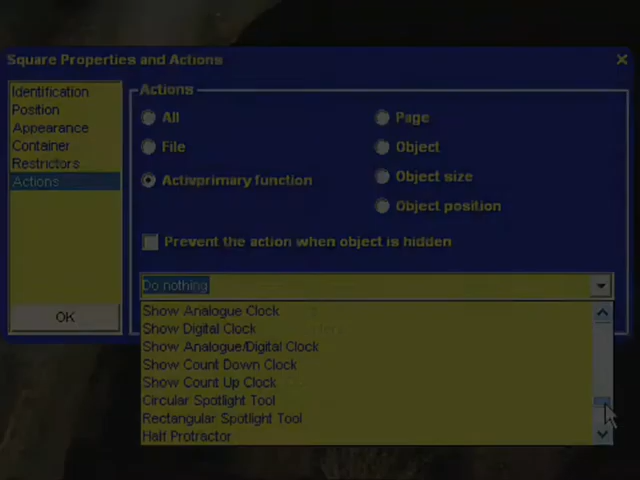 Square Properties and Actions
Identification
Position
Appearance
Container
Restrictors
Actions
OK
Actions
All
Page
File
Object
Activprimary function
Object size
Object position
Prevent the action when object is hidden
Do nothing
Show Analogue Clock
Show Digital Clock
Show Analogue/Digital Clock
Show Count Down Clock
Show Count Up Clock
Circular Spotlight Tool
Rectangular Spotlight Tool
Half Protractor